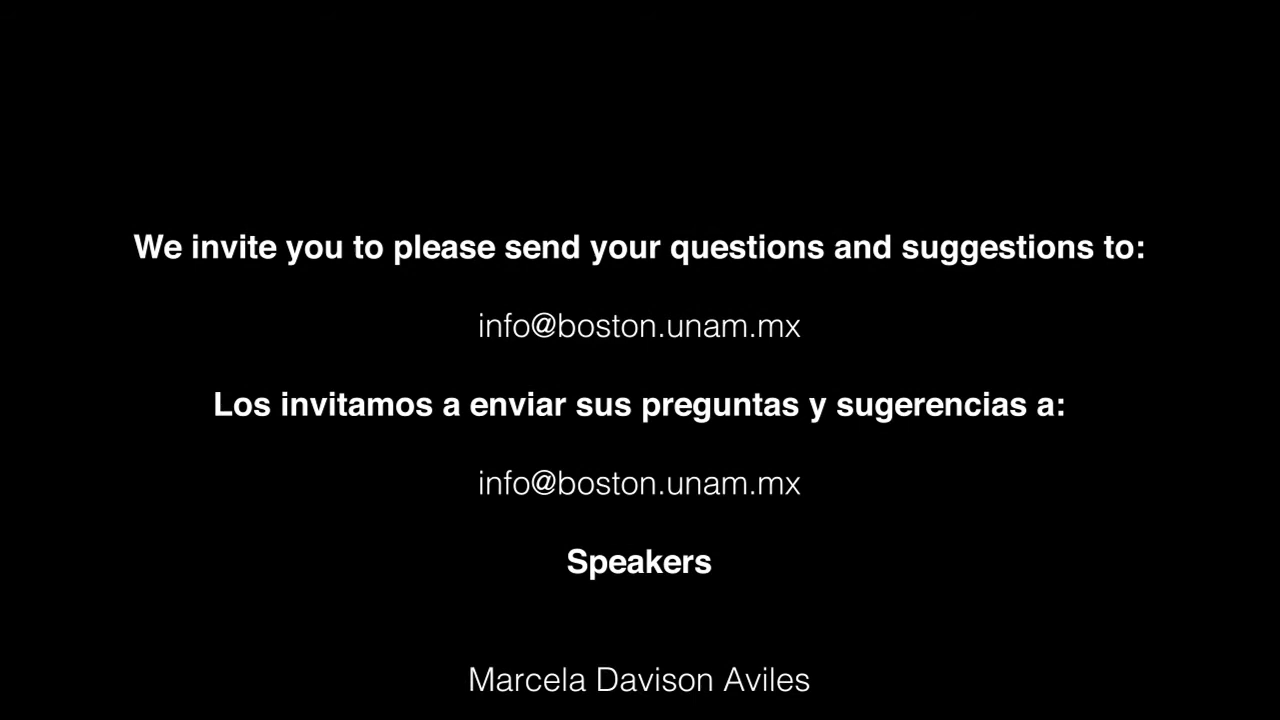 We invite you to please send your questions and suggestions to:
info@boston.unam.mx
Los invitamos a enviar sus preguntas y sugerencias a:
info@boston.unam.mx
Speakers
Marcela Davison Aviles